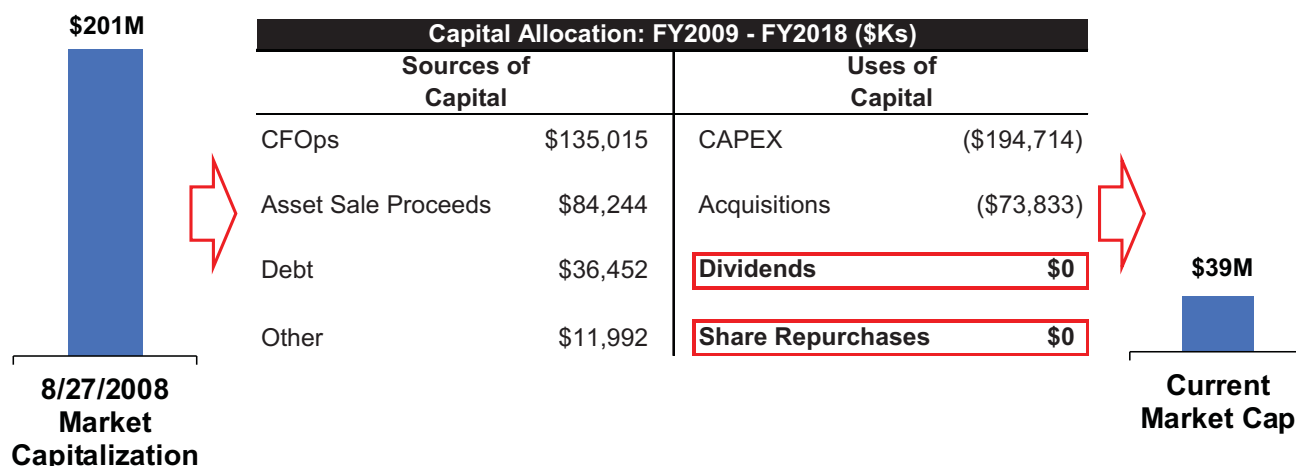 $201M
8/27/2008
Market
Capitalization
Capital Allocation: FY2009 - FY2018 ($Ks)
Sources of
Capital
Uses of
Capital
CFOps $135,015 CAPEX ($194,714)
Asset Sale Proceeds $84,244 Acquisitions ($73,833)
Debt $36,452 Dividends $0
Other $11,992 Share Repurchases $0
$39M
Current
Market Cap